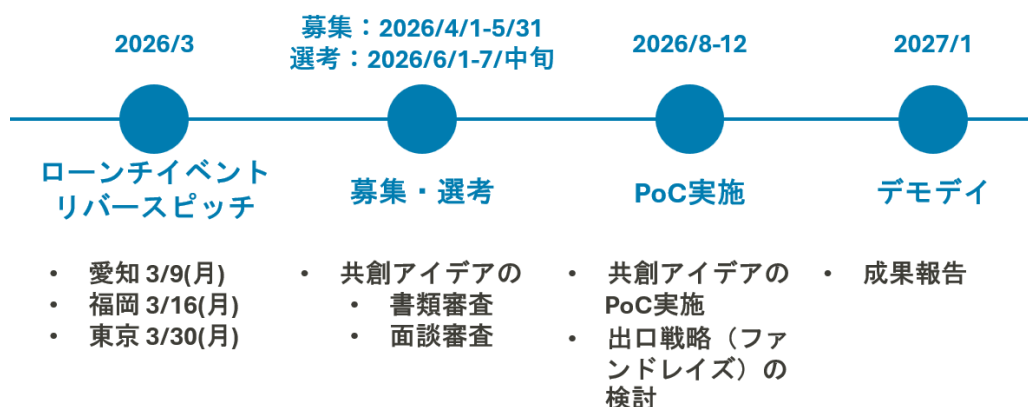 2026/3
ローンチイベント
リバースピッチ
• 愛知 3/9(月)
• 福岡 3/16(月)
• 東京 3/30(月)
募集：2026/4/1-5/31
選考：2026/6/1-7/中旬
募集・選考
• 共創アイデアの
• 書類審査
• 面談審査
2026/8-12
PoC実施
• 共創アイデアの
PoC実施
• 出口戦略（ファ
ンドレイズ）の
検討
2027/1
デモデイ
• 成果報告